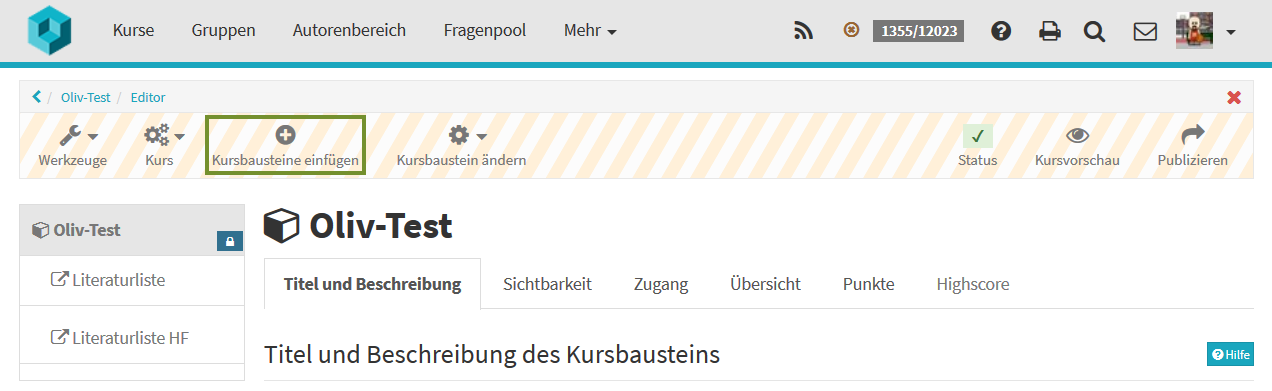 Kurse Gruppen Autorenbereich Fragenpool Mehr 1355/12023
Oliv-Test / Editor
Werkzeuge Kurs Kursbausteine einfügen Kursbaustein ändern Status Kursvorschau Publizieren
Oliv-Test
Literaturliste
Literaturliste HF
Oliv-Test
Titel und Beschreibung Sichtbarkeit Zugang Übersicht Punkte Highscore
Titel und Beschreibung des Kursbausteins
Hilfe